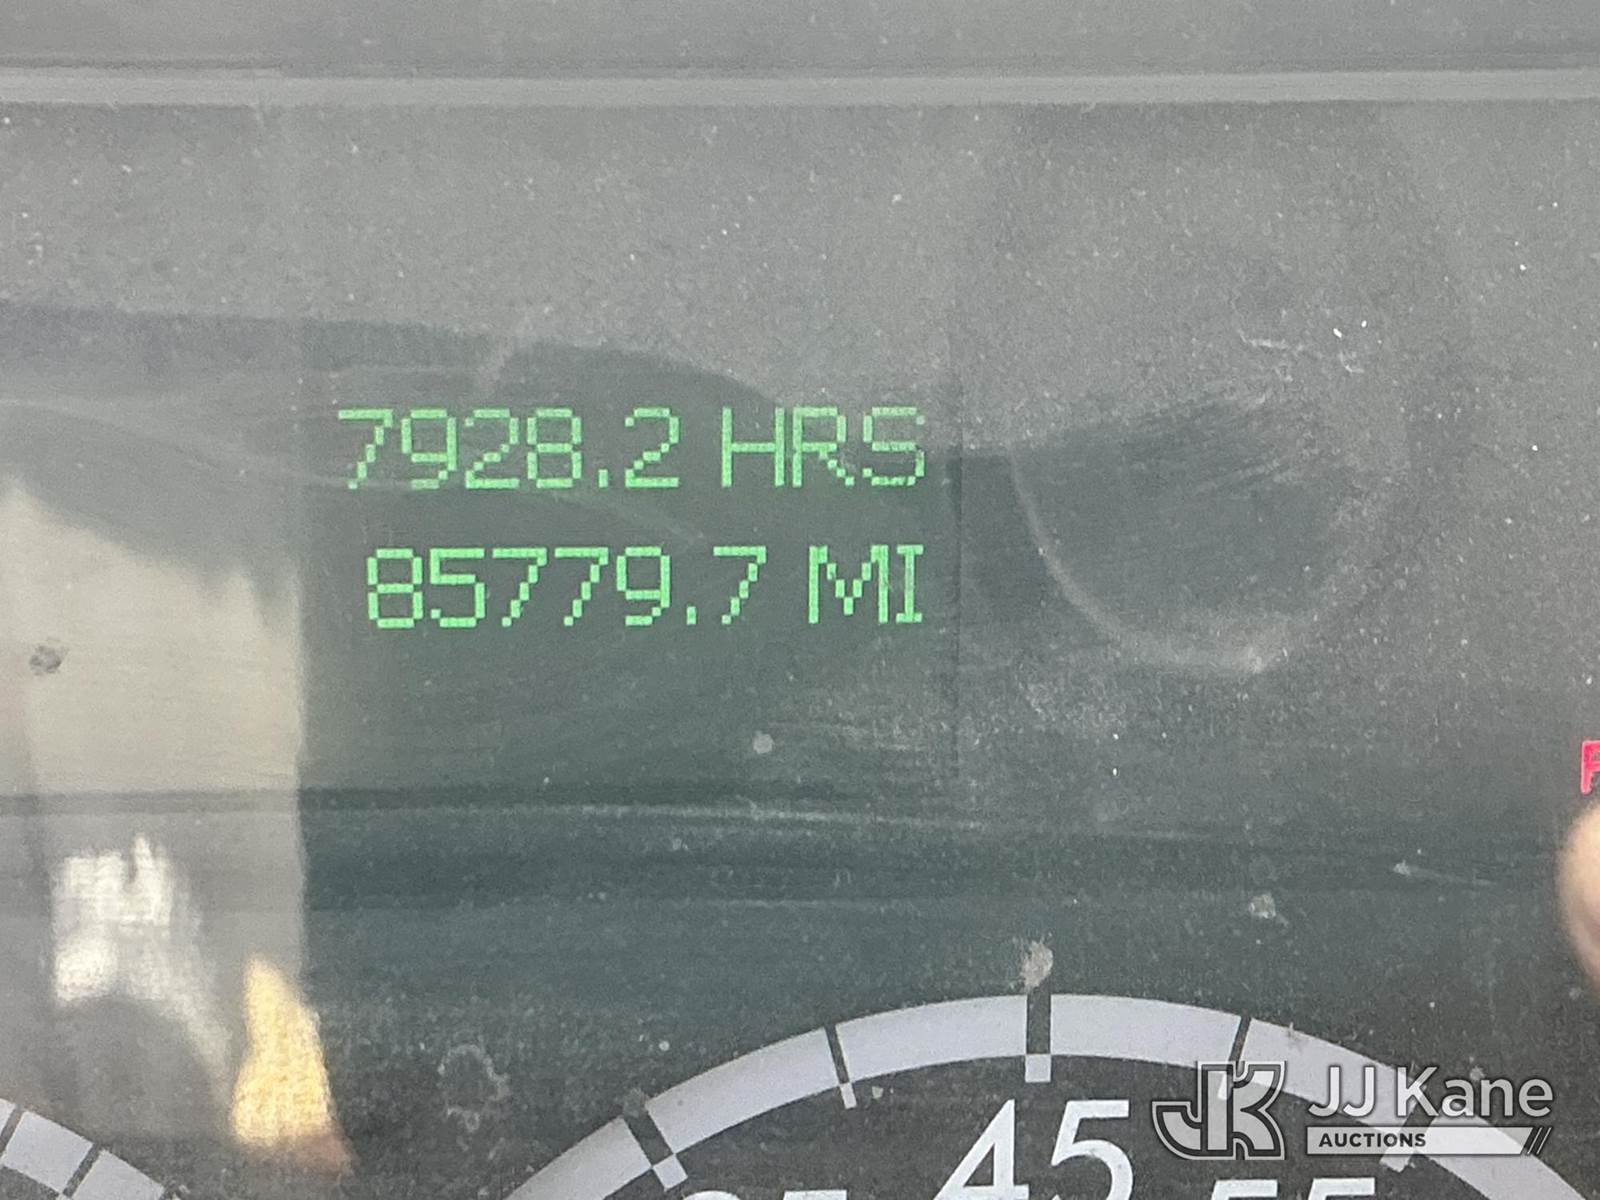 7928.2 HRS
85779.7 MI
45
JJ Kane
AUCTIONS